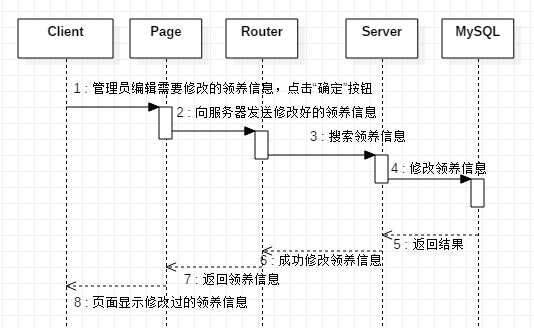 Client
Page
Router
Server
MySQL
1 : 管理员编辑需要修改的领养信息，点击“确定”按钮
2 : 向服务器发送修改好的领养信息
3 : 搜索领养信息
4 : 修改领养信息
5 : 返回结果
6 : 成功修改领养信息
7 : 返回领养信息
8 : 页面显示修改过的领养信息